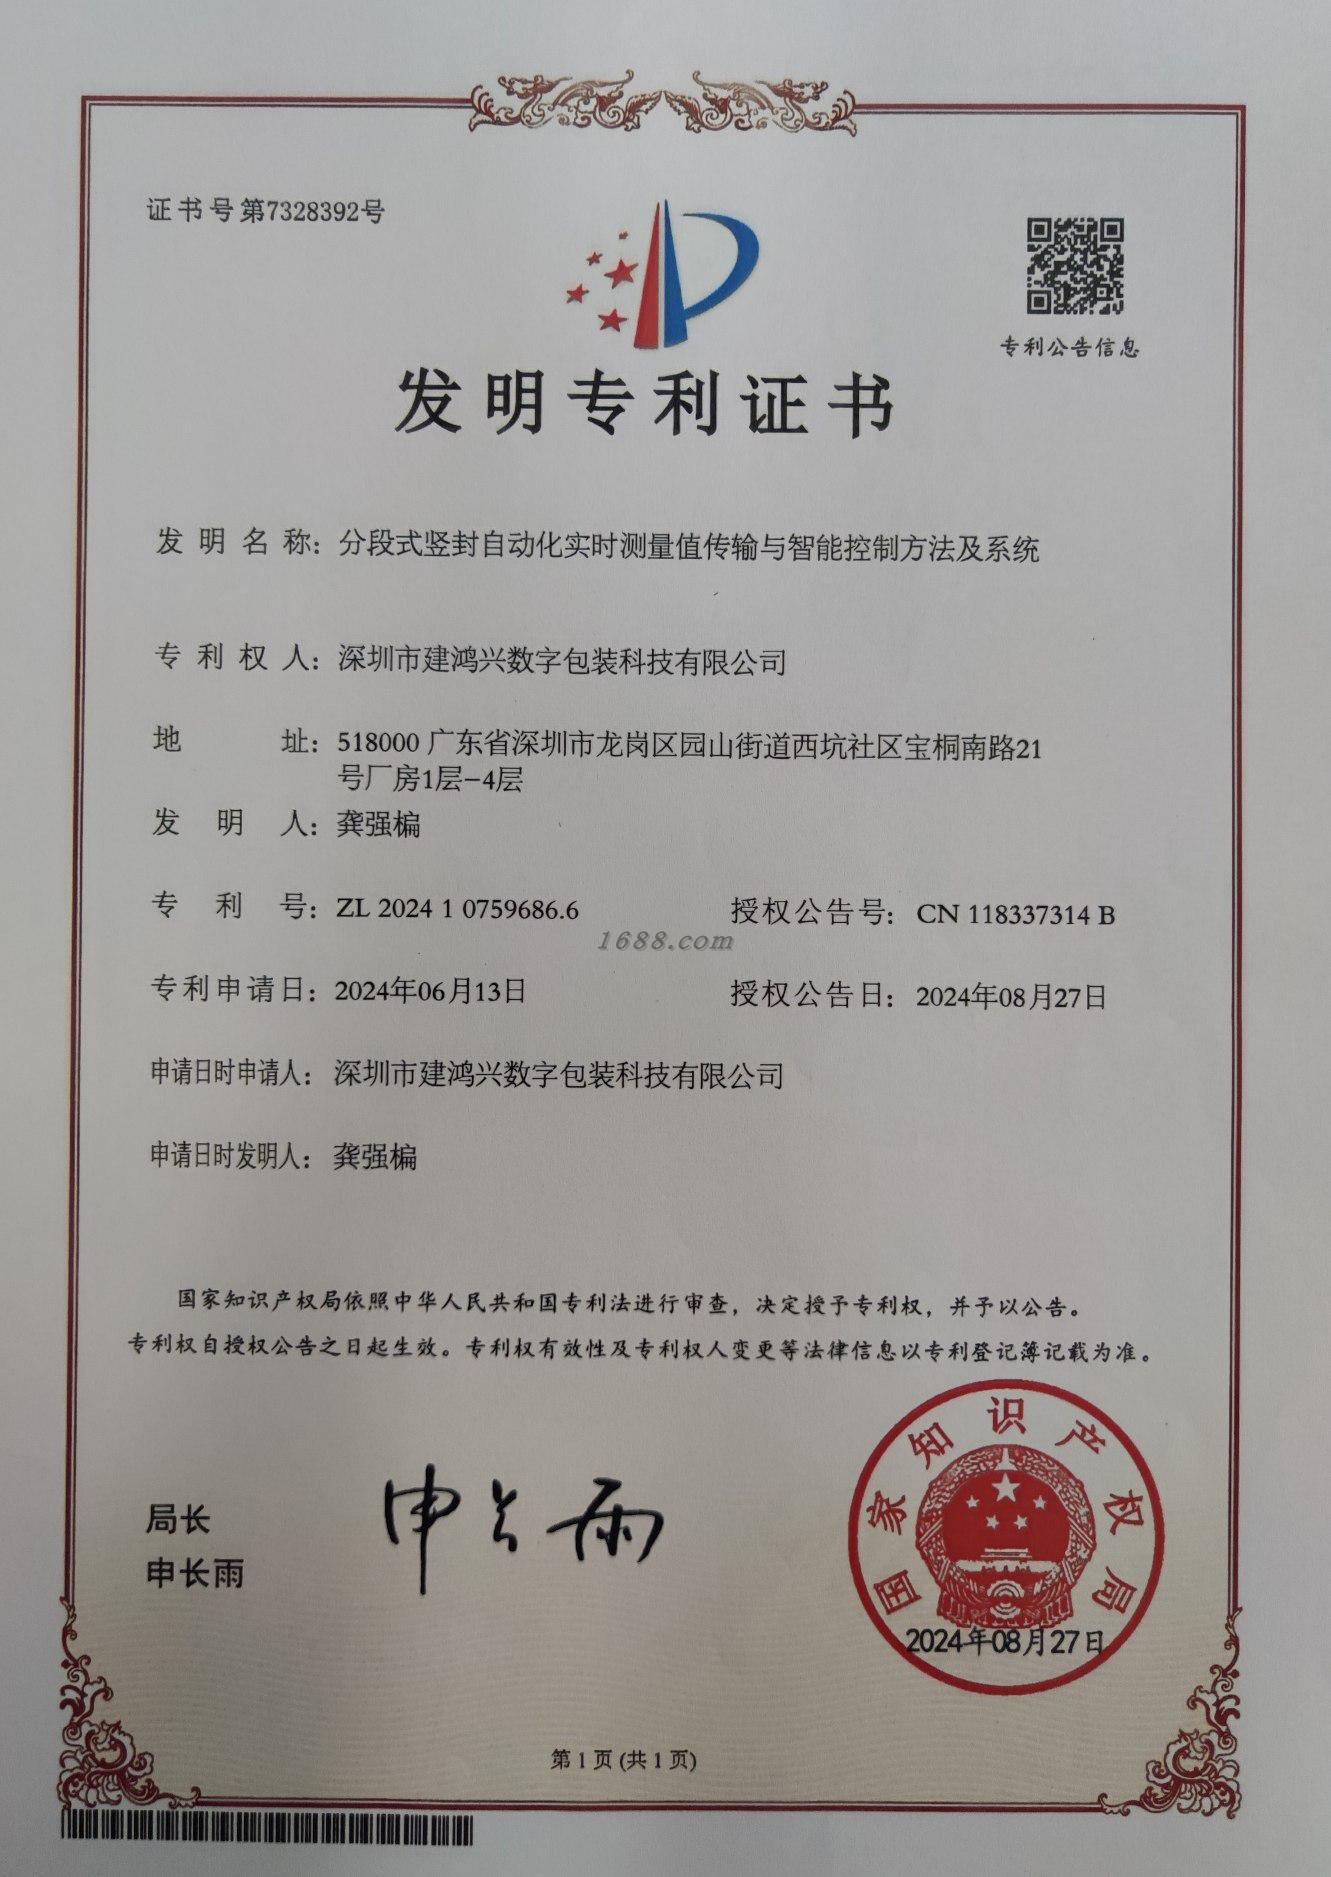 证书号第7328392号
专利公告信息
发明专利证书
发明名称：分段式竖封自动化实时测量值传输与智能控制方法及系统
专利权人：深圳市建鸿兴数字包装科技有限公司
地址：518000 广东省深圳市龙岗区园山街道西坑社区宝桐南路21
号厂房1层-4层
发明人：龚强楄
专利号：ZL 2024 1 0759686.6 授权公告号：CN 118337314 B
1688.com
专利申请日：2024年06月13日 授权公告日：2024年08月27日
申请日时申请人：深圳市建鸿兴数字包装科技有限公司
申请日时发明人：龚强楄
国家知识产权局依照中华人民共和国专利法进行审查，决定授予专利权，并予以公告。
专利权自授权公告之日起生效。专利权有效性及专利权人变更等法律信息以专利登记簿记载为准。
局长
申长雨
申长雨
国家知识产权局
2024年08月27日
第 1 页 (共 1 页)